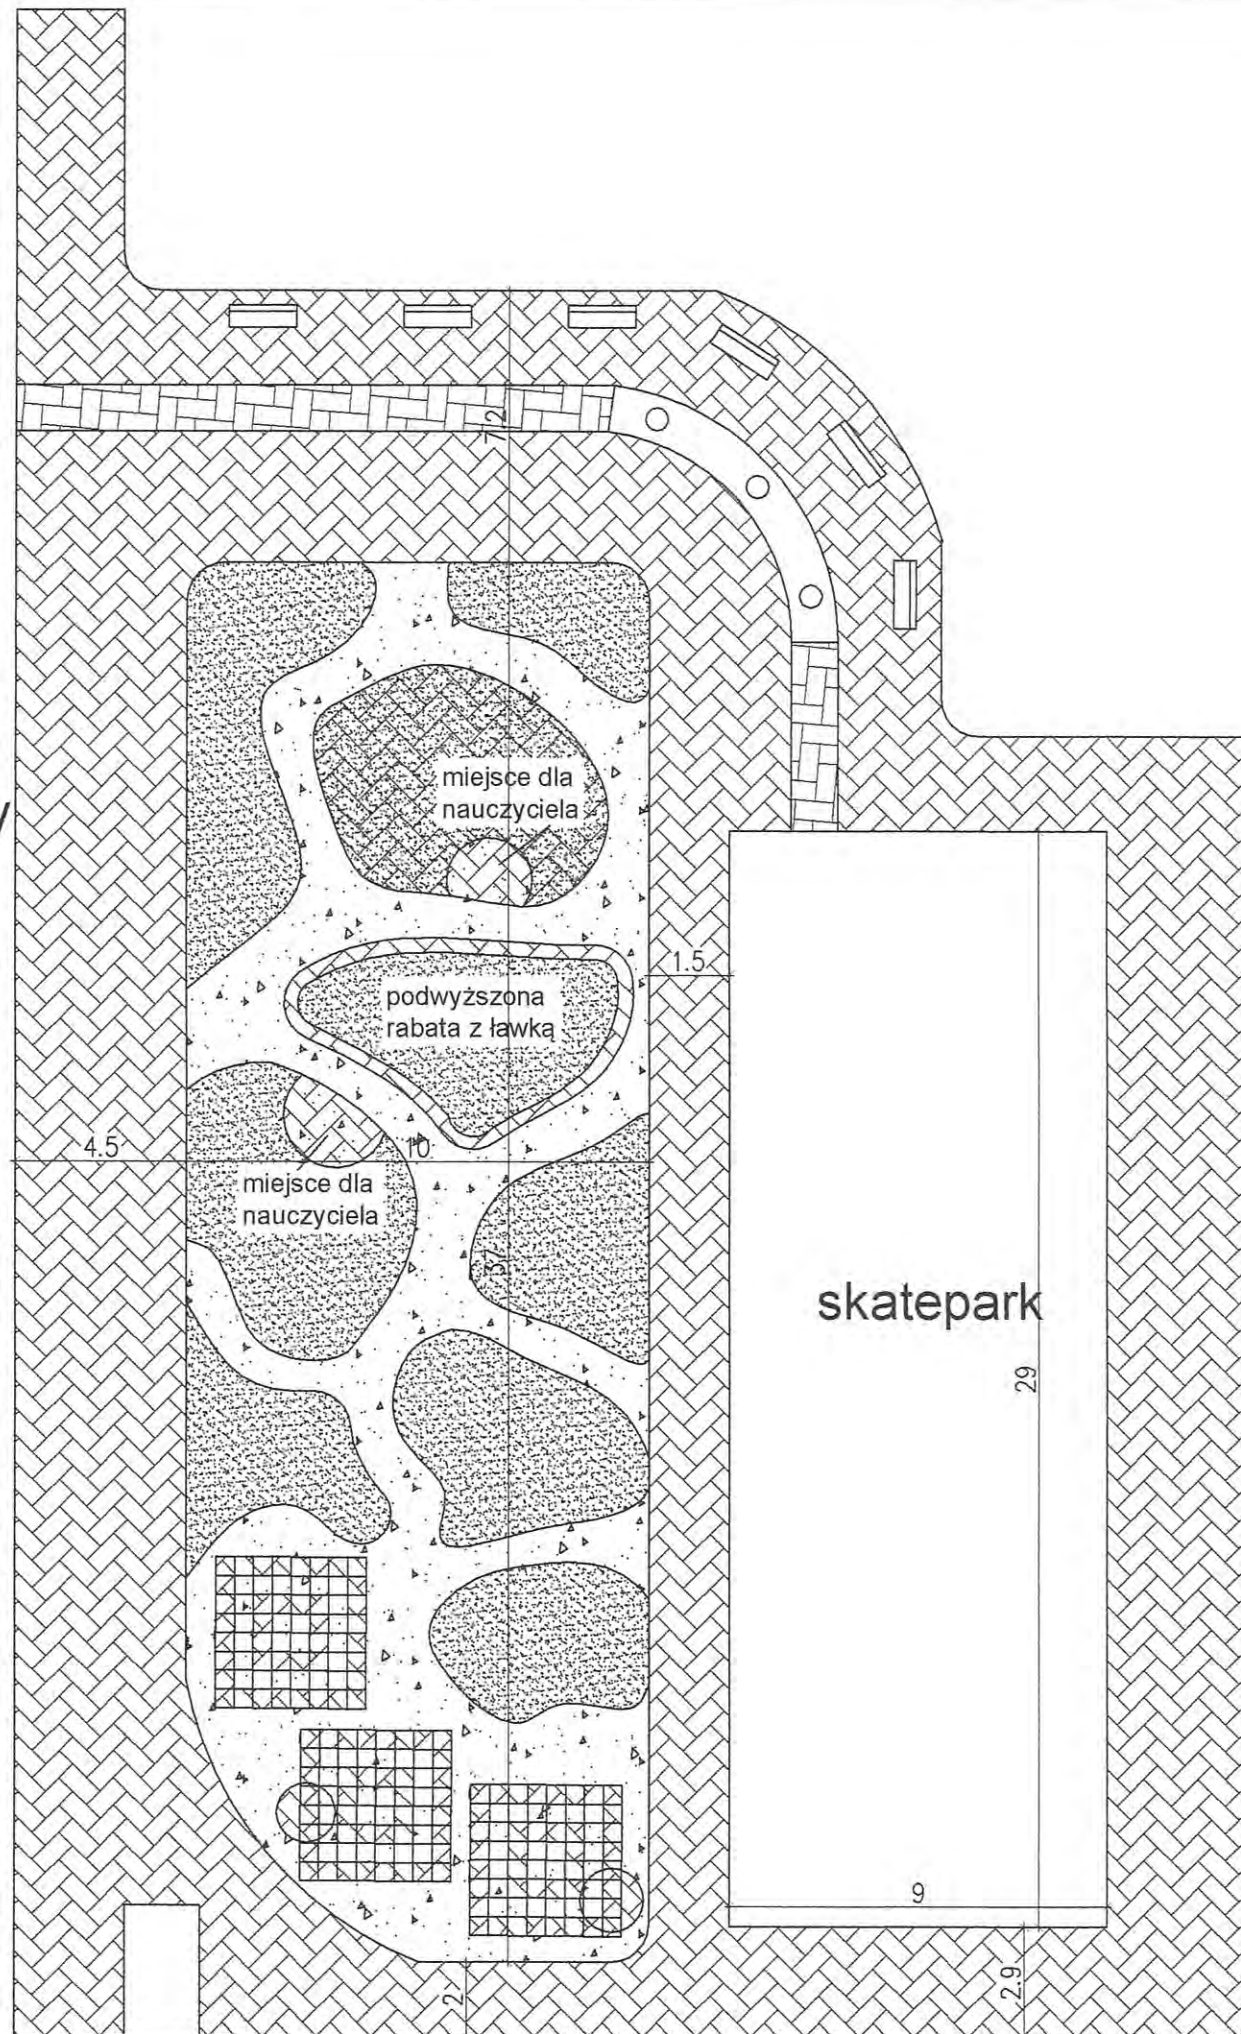 7.2
miejsce dla
nauczyciela
1.5
podwyższona
rabata z ławką
4.5
10
miejsce dla
nauczyciela
37
skatepark
29
9
2
2.9